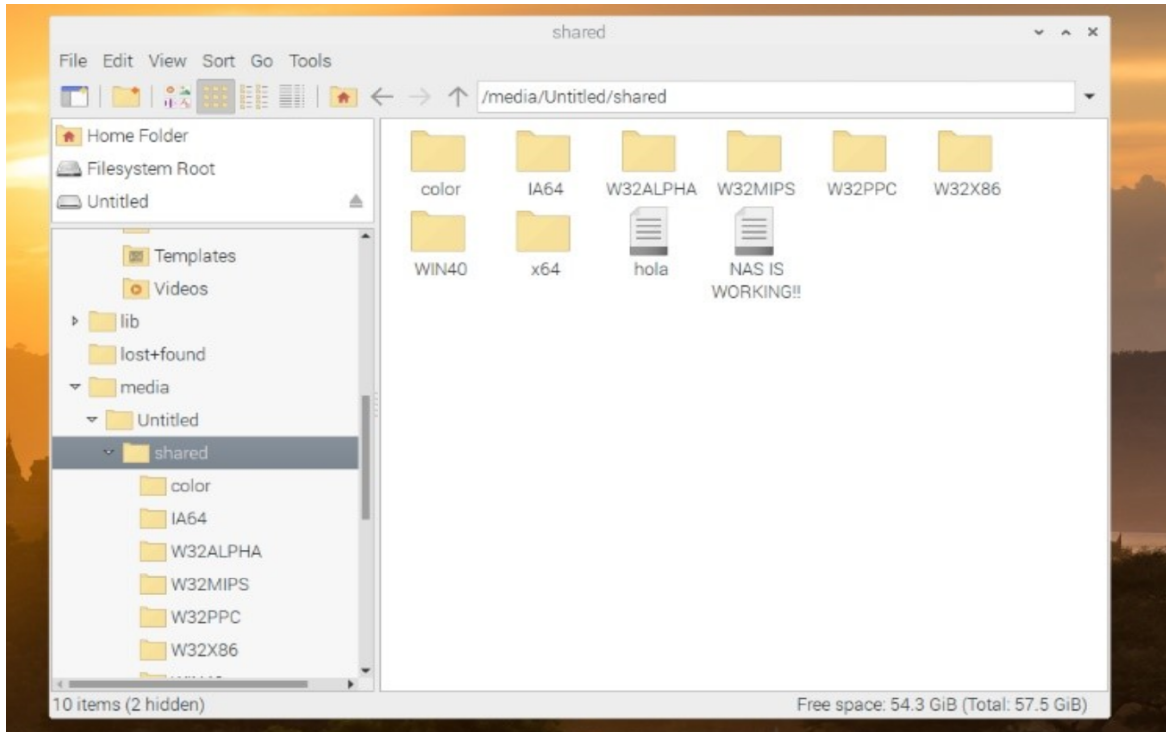 shared
File Edit View Sort Go Tools
/media/Untitled/shared
Home Folder
Filesystem Root
Untitled
Templates
Videos
lib
lost+found
media
Untitled
shared
color
IA64
W32ALPHA
W32MIPS
W32PPC
W32X86
color IA64 W32ALPHA W32MIPS W32PPC W32X86
WIN40 x64 hola NAS IS
WORKING!!
10 items (2 hidden) Free space: 54.3 GiB (Total: 57.5 GiB)